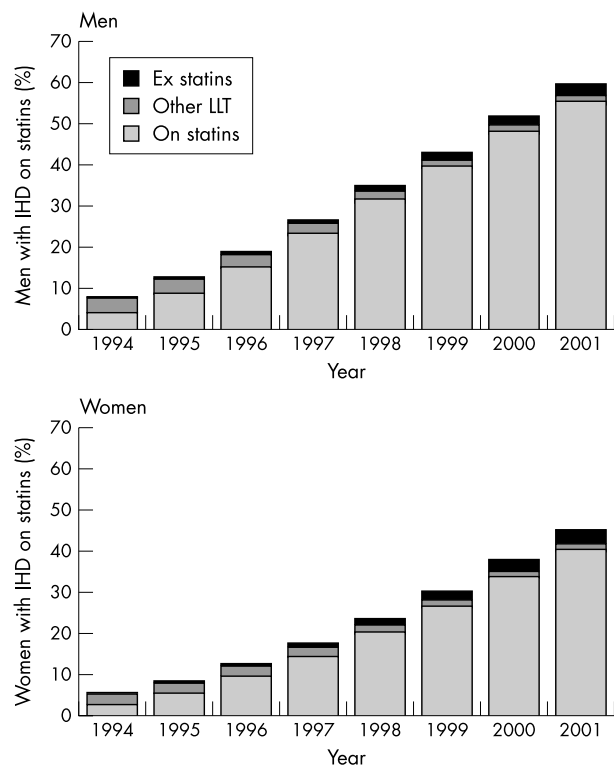 Men
70
60
50
40
30
20
10
0
Men with IHD on statins (%)
Ex statins
Other LLT
On statins
1994 1995 1996 1997 1998 1999 2000 2001
Year
Women
70
60
50
40
30
20
10
0
Women with IHD on statins (%)
1994 1995 1996 1997 1998 1999 2000 2001
Year